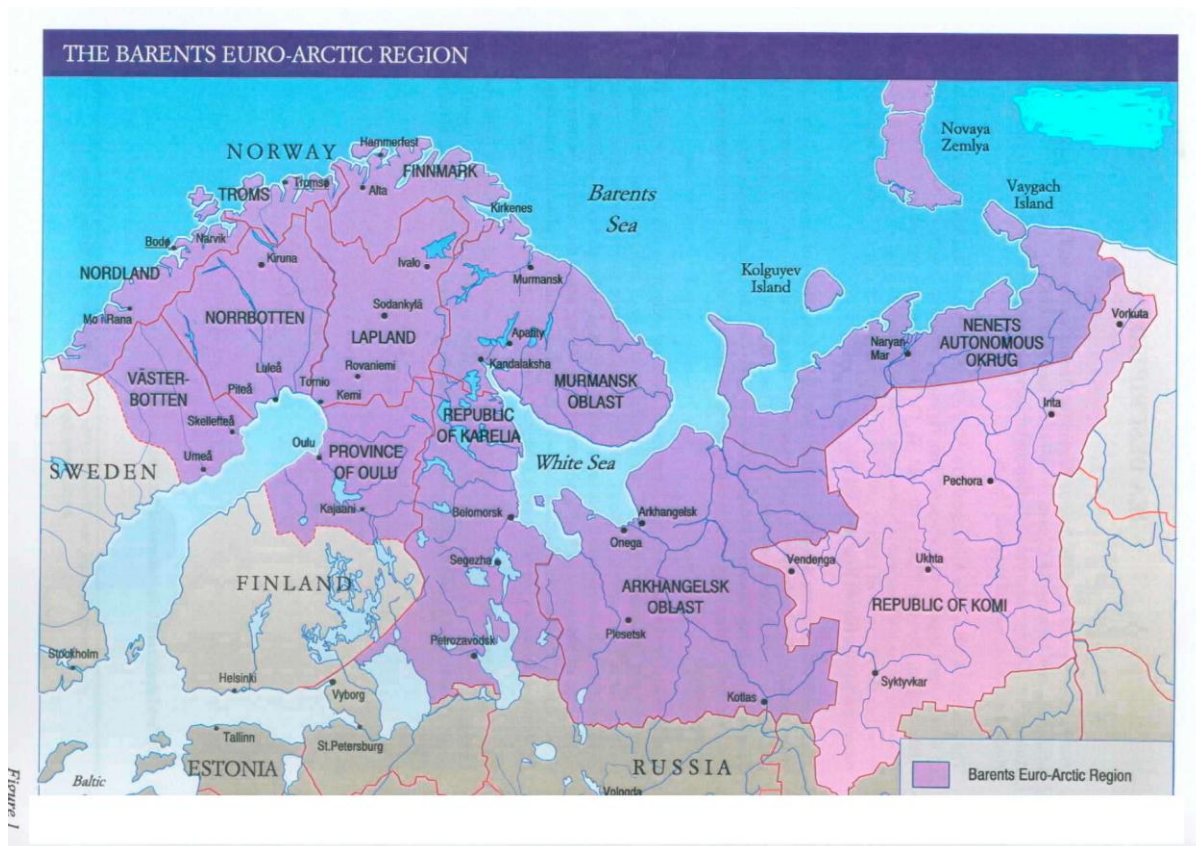 THE BARENTS EURO-ARCTIC REGION
Novaya
Zemlya
Hammerfest
NORWAY
FINNMARK
TROMS
Tromsø
Alta
Vaygach
Island
Barents
Sea
Kirkenes
Bodø
Narvik
Kiruna
Ivalo
Murmansk
NORDLAND
Kolguyev
Island
Mo i Rana
Sodankylä
NORRBOTTEN
LAPLAND
Apatity
Vorkuta
NENETS
AUTONOMOUS
OKRUG
Naryan-
Mar
Kandalaksha
Rovaniemi
Luleå
VÄSTER-
BOTTEN
Piteå
Tornio
Kemi
MURMANSK
OBLAST
Inta
REPUBLIC
OF KARELIA
Skellefteå
Oulu
PROVINCE
OF OULU
Umeå
SWEDEN
White Sea
Pechora
Kajaani
Belomorsk
Arkhangelsk
Onega
Segezha
Vendenga
Ukhta
FINLAND
ARKHANGELSK
OBLAST
REPUBLIC OF KOMI
Plesetsk
Petrozavodsk
Stockholm
Helsinki
Vyborg
Syktyvkar
Kotlas
Tallinn
St.Petersburg
ESTONIA
RUSSIA
Baltic
Vologda
Barents Euro-Arctic Region
Figure 1